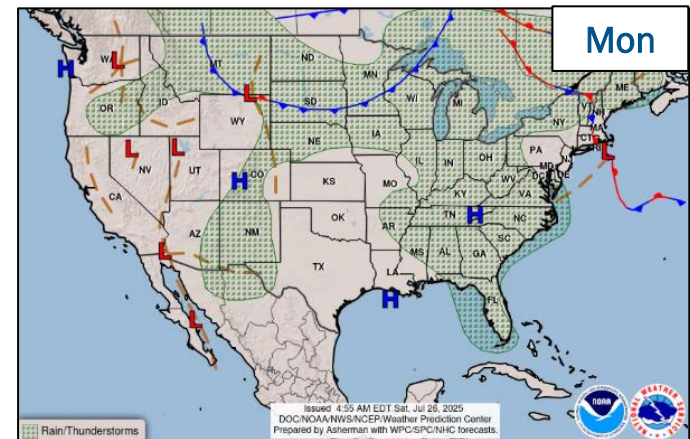 Mon
H
WA
L
MT
ND
MN
ME
OR
ID
L
SD
WI
MI
VT
NH
NY
MA
CT
RI
L
WY
NE
IA
PA
L
NV
L
UT
H
CO
IL
IN
OH
MD
DE
DC
NJ
KS
MO
WV
VA
KY
CA
L
AZ
NM
OK
AR
TN
H
NC
SC
TX
LA
MS
AL
GA
H
FL
L
Issued 4:55 AM EDT Sat, Jul 26, 2025
DOC/NOAA/NWS/NCEP/Weather Prediction Center
Prepared by Asherman with WPC/SPC/NHC forecasts.
Rain/Thunderstorms
NOAA
NATIONAL WEATHER SERVICE